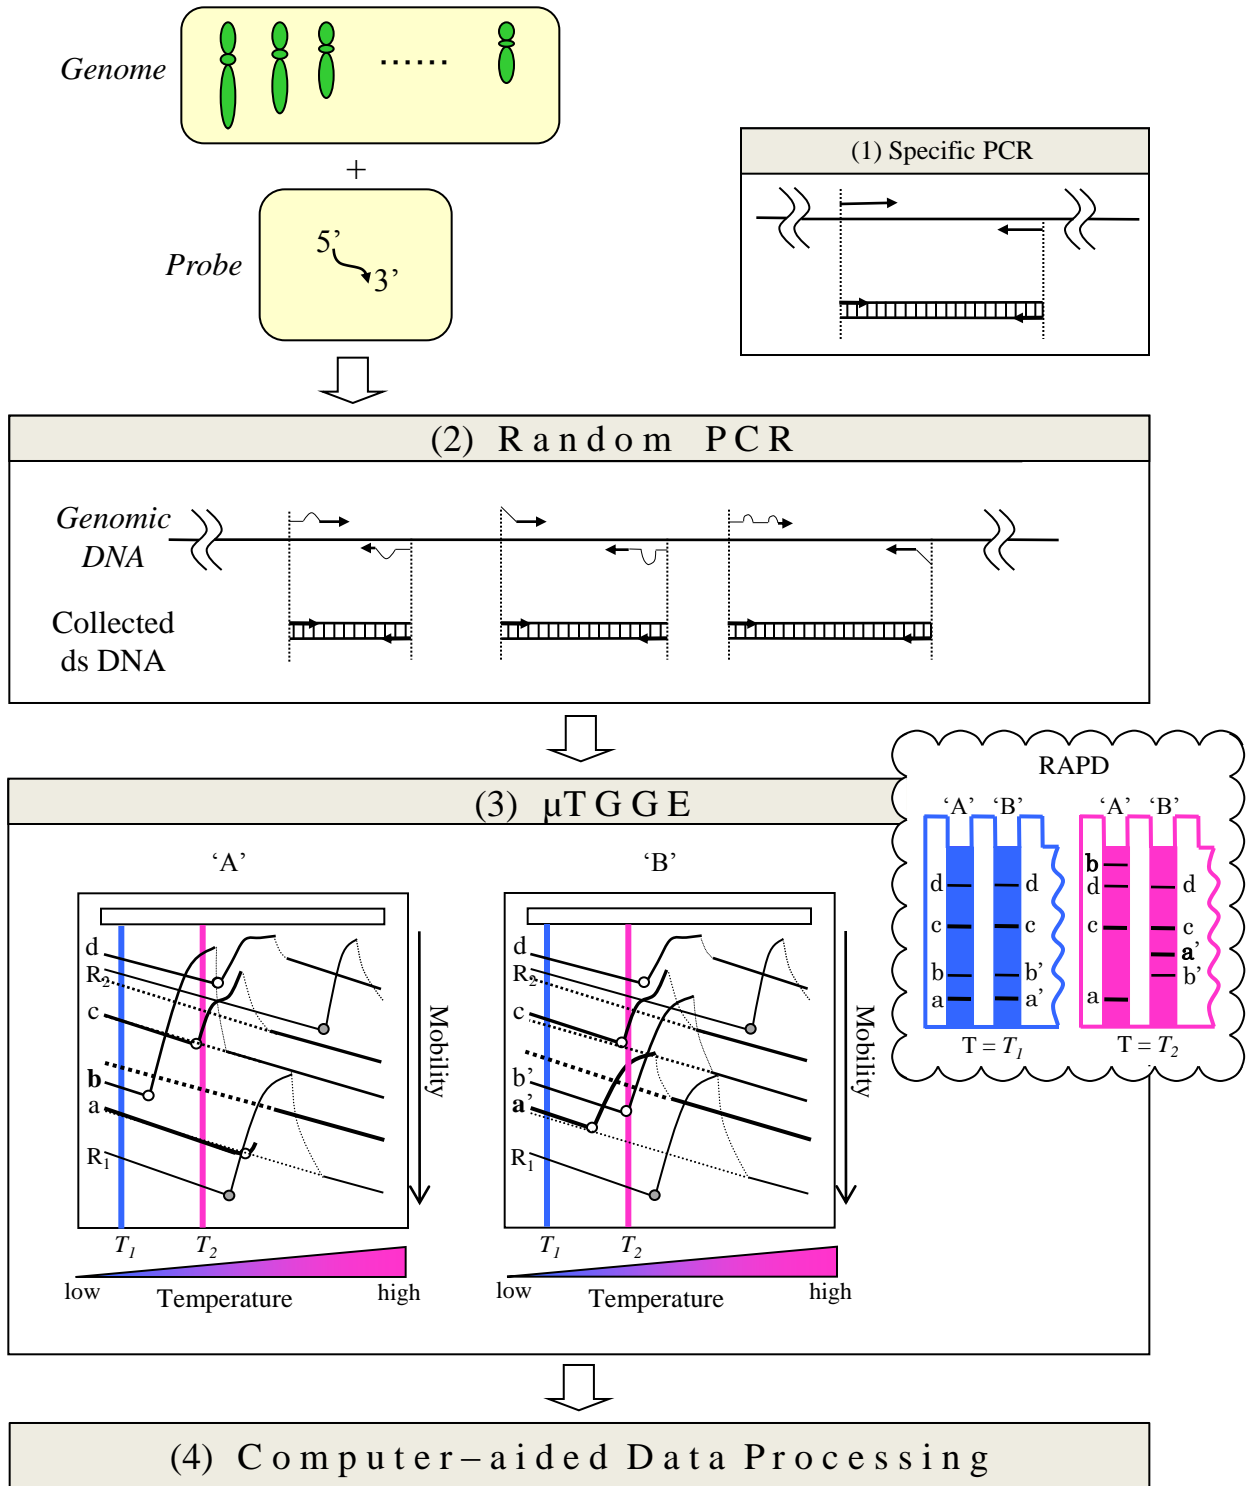 Genome
······
+
Probe
5’
3’
(1) Specific PCR
(2) Random PCR
Genomic
DNA
Collected
ds DNA
(3) μTGGE
‘A’
d
R2
c
b
a
R1
Mobility
T1
T2
low
Temperature
high
‘B’
d
R2
c
b’
a’
R1
Mobility
T1
T2
low
Temperature
high
RAPD
‘A’ ‘B’
d d
c c
b b’
a a’
T = T1
‘A’ ‘B’
b
d d
c c
a’
b’
a
T = T2
(4) Computer–aided Data Processing